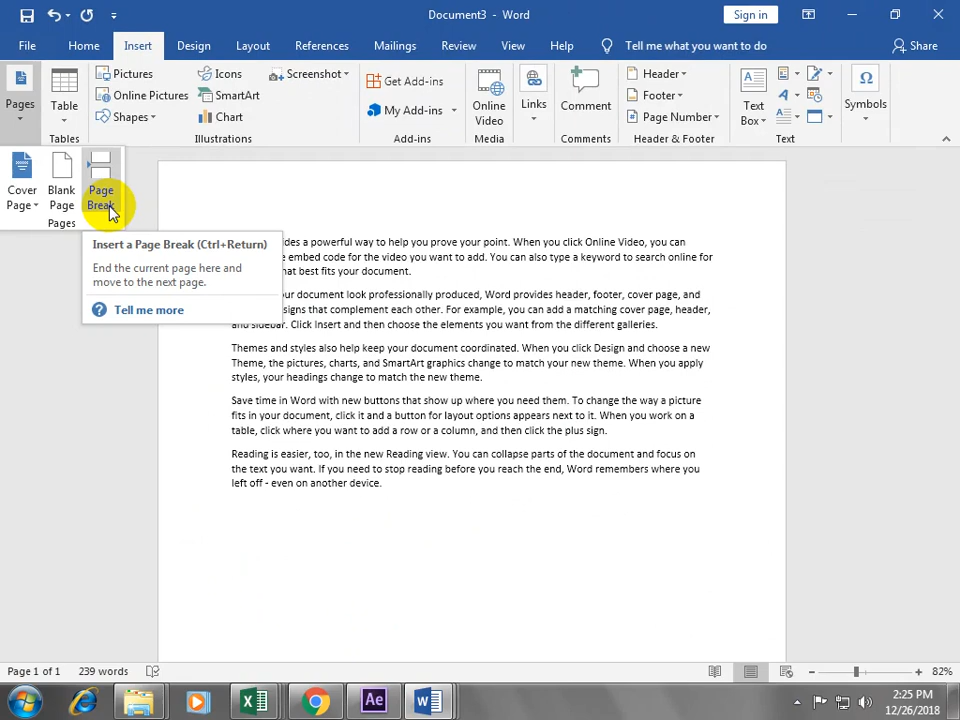 Document3 - Word
Sign in
File Home Insert Design Layout References Mailings Review View Help Tell me what you want to do Share
Pages
Table
Tables
Pictures
Online Pictures
Shapes
Icons
SmartArt
Chart
Screenshot
Illustrations
Get Add-ins
My Add-ins
Add-ins
Online
Video
Media
Links
Comment
Comments
Header
Footer
Page Number
Header & Footer
Text
Box
Text
Symbols
Cover
Page
Blank
Page
Page
Break
Pages
Insert a Page Break (Ctrl+Return)
End the current page here and
move to the next page.
Tell me more
des a powerful way to help you prove your point. When you click Online Video, you can
e embed code for the video you want to add. You can also type a keyword to search online for
that best fits your document.
our document look professionally produced, Word provides header, footer, cover page, and
signs that complement each other. For example, you can add a matching cover page, header,
and sidebar. Click Insert and then choose the elements you want from the different galleries.
Themes and styles also help keep your document coordinated. When you click Design and choose a new
Theme, the pictures, charts, and SmartArt graphics change to match your new theme. When you apply
styles, your headings change to match the new theme.
Save time in Word with new buttons that show up where you need them. To change the way a picture
fits in your document, click it and a button for layout options appears next to it. When you work on a
table, click where you want to add a row or a column, and then click the plus sign.
Reading is easier, too, in the new Reading view. You can collapse parts of the document and focus on
the text you want. If you need to stop reading before you reach the end, Word remembers where you
left off - even on another device.
Page 1 of 1 239 words
82%
Ae
2:25 PM
12/26/2018